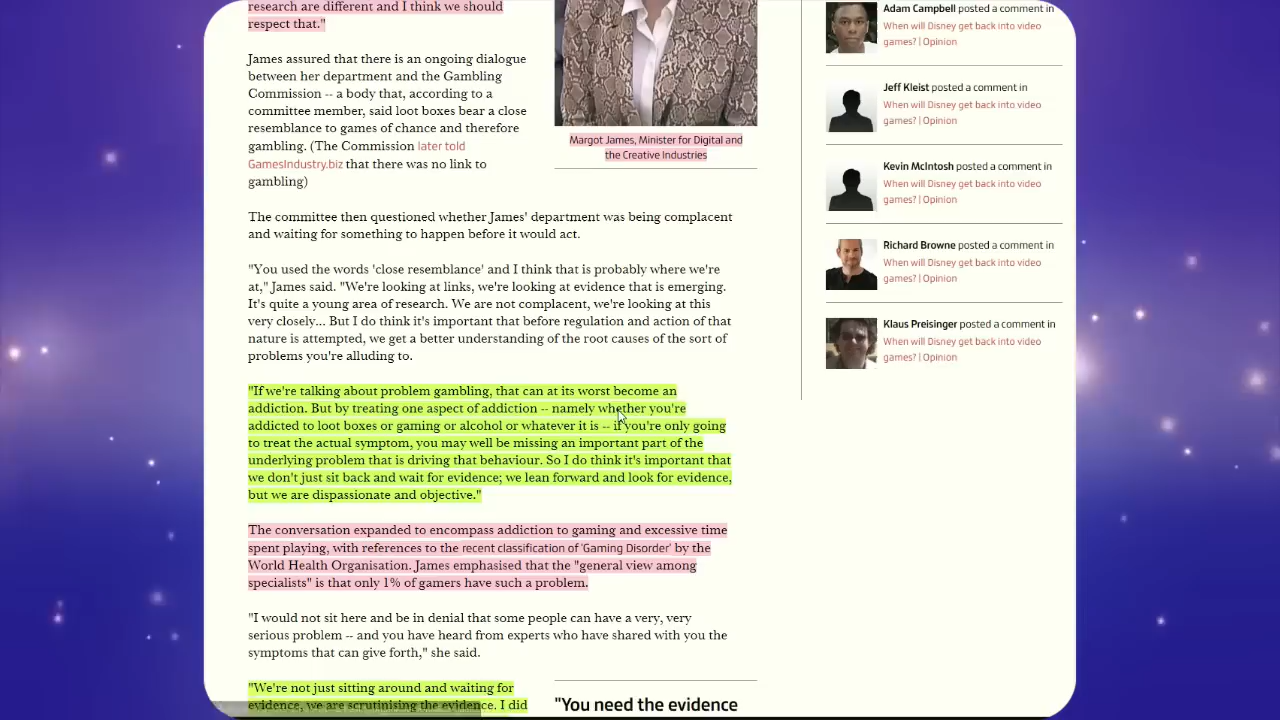 research are different and I think we should
respect that."
James assured that there is an ongoing dialogue
between her department and the Gambling
Commission -- a body that, according to a
committee member, said loot boxes bear a close
resemblance to games of chance and therefore
gambling. (The Commission later told
GamesIndustry.biz that there was no link to
gambling)
Margot James, Minister for Digital and
the Creative Industries
The committee then questioned whether James' department was being complacent
and waiting for something to happen before it would act.
"You used the words 'close resemblance' and I think that is probably where we're
at," James said. "We're looking at links, we're looking at evidence that is emerging.
It's quite a young area of research. We are not complacent, we're looking at this
very closely... But I do think it's important that before regulation and action of that
nature is attempted, we get a better understanding of the root causes of the sort of
problems you're alluding to.
"If we're talking about problem gambling, that can at its worst become an
addiction. But by treating one aspect of addiction -- namely whether you're
addicted to loot boxes or gaming or alcohol or whatever it is -- if you're only going
to treat the actual symptom, you may well be missing an important part of the
underlying problem that is driving that behaviour. So I do think it's important that
we don't just sit back and wait for evidence; we lean forward and look for evidence,
but we are dispassionate and objective."
The conversation expanded to encompass addiction to gaming and excessive time
spent playing, with references to the recent classification of 'Gaming Disorder' by the
World Health Organisation. James emphasised that the "general view among
specialists" is that only 1% of gamers have such a problem.
"I would not sit here and be in denial that some people can have a very, very
serious problem -- and you have heard from experts who have shared with you the
symptoms that can give forth," she said.
"We're not just sitting around and waiting for
evidence, we are scrutinising the evidence. I did
"You need the evidence
Adam Campbell posted a comment in
When will Disney get back into video
games? | Opinion
Jeff Kleist posted a comment in
When will Disney get back into video
games? | Opinion
Kevin McIntosh posted a comment in
When will Disney get back into video
games? | Opinion
Richard Browne posted a comment in
When will Disney get back into video
games? | Opinion
Klaus Preisinger posted a comment in
When will Disney get back into video
games? | Opinion